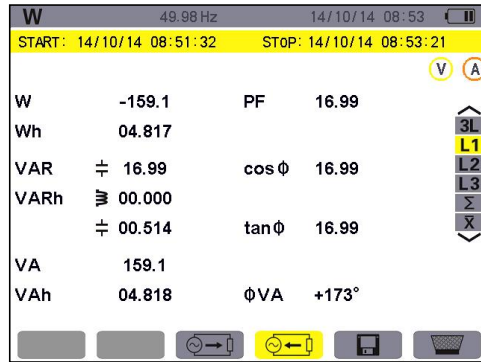 W 49.98 Hz 14/10/14 08:53
START: 14/10/14 08:51:32 STOP: 14/10/14 08:53:21
V A
W -159.1 PF 16.99
Wh 04.817
3L
L1
VAR 16.99 cosΦ 16.99
L2
VARh 00.000
L3
Σ
00.514 tanΦ 16.99
X̄
VA 159.1
VAh 04.818 ΦVA +173°